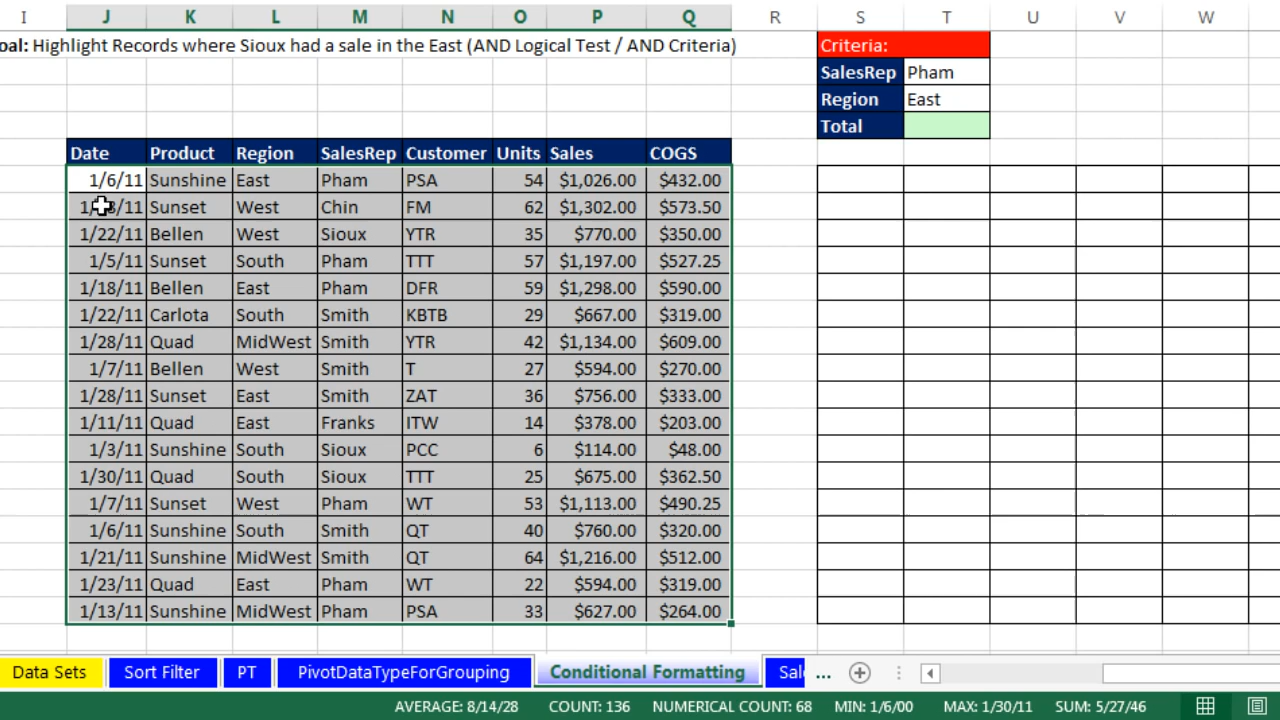 I J K L M N O P Q R S T U V W
oal: Highlight Records where Sioux had a sale in the East (AND Logical Test / AND Criteria) Criteria:
SalesRep Pham
Region East
Total
Date Product Region SalesRep Customer Units Sales COGS
1/6/11 Sunshine East Pham PSA 54 $1,026.00 $432.00
Sunset West Chin FM 62 $1,302.00 $573.50
1/22/11 Bellen West Sioux YTR 35 $770.00 $350.00
1/5/11 Sunset South Pham TTT 57 $1,197.00 $527.25
1/18/11 Bellen East Pham DFR 59 $1,298.00 $590.00
1/22/11 Carlota South Smith KBTB 29 $667.00 $319.00
1/28/11 Quad MidWest Smith YTR 42 $1,134.00 $609.00
1/7/11 Bellen West Smith T 27 $594.00 $270.00
1/28/11 Sunset East Smith ZAT 36 $756.00 $333.00
1/11/11 Quad East Franks ITW 14 $378.00 $203.00
1/3/11 Sunshine South Sioux PCC 6 $114.00 $48.00
1/30/11 Quad South Sioux TTT 25 $675.00 $362.50
1/7/11 Sunset West Pham WT 53 $1,113.00 $490.25
1/6/11 Sunshine South Smith QT 40 $760.00 $320.00
1/21/11 Sunshine MidWest Smith QT 64 $1,216.00 $512.00
1/23/11 Quad East Pham WT 22 $594.00 $319.00
1/13/11 Sunshine MidWest Pham PSA 33 $627.00 $264.00
Data Sets Sort Filter PT PivotDataTypeForGrouping Conditional Formatting Sal ...
AVERAGE: 8/14/28 COUNT: 136 NUMERICAL COUNT: 68 MIN: 1/6/00 MAX: 1/30/11 SUM: 5/27/46